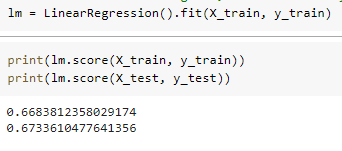 lm = LinearRegression().fit(X_train, y_train)
print(lm.score(X_train, y_train))
print(lm.score(X_test, y_test))
0.6683812358029174
0.6733610477641356